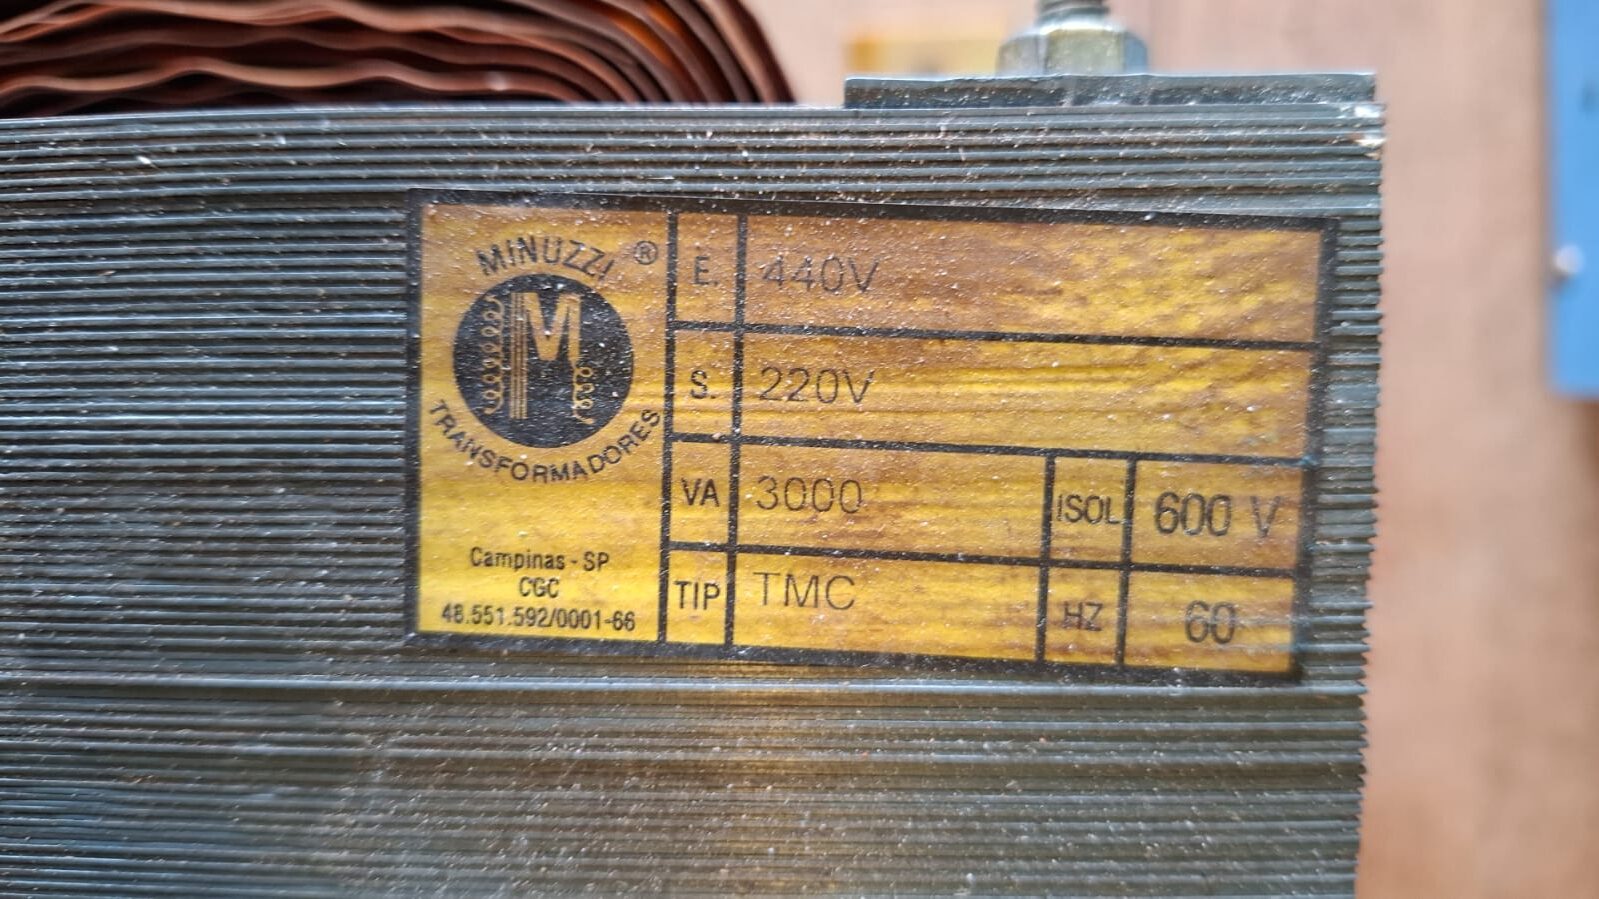 MINUZZI ®
M
TRANSFORMADORES
Campinas - SP
CGC
48.551.592/0001-66
E. 440V
S. 220V
VA 3000 ISOL 600 V
TIP TMC HZ 60